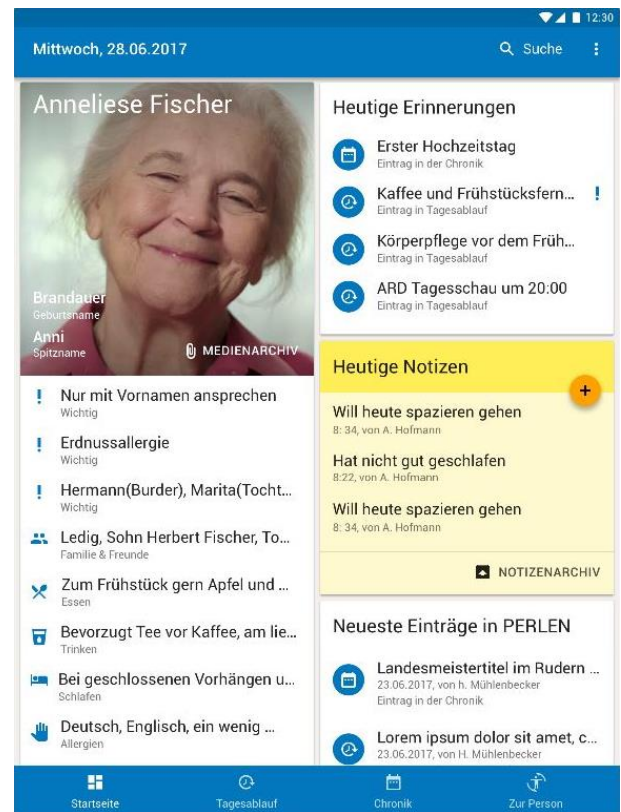 12:30
Mittwoch, 28.06.2017
Suche
Anneliese Fischer
Brandauer
Geburtsname
Anni
Spitzname
MEDIENARCHIV
Nur mit Vornamen ansprechen
Wichtig
Erdnussallergie
Wichtig
Hermann(Burder), Marita(Tocht...
Wichtig
Ledig, Sohn Herbert Fischer, To...
Familie & Freunde
Zum Frühstück gern Apfel und ...
Essen
Bevorzugt Tee vor Kaffee, am lie...
Trinken
Bei geschlossenen Vorhängen u...
Schlafen
Deutsch, Englisch, ein wenig ...
Allergien
Heutige Erinnerungen
Erster Hochzeitstag
Eintrag in der Chronik
Kaffee und Frühstücksfern...
Eintrag in Tagesablauf
Körperpflege vor dem Früh...
Eintrag in Tagesablauf
ARD Tagesschau um 20:00
Eintrag in Tagesablauf
Heutige Notizen
Will heute spazieren gehen
8: 34, von A. Hofmann
Hat nicht gut geschlafen
8:22, von A. Hofmann
Will heute spazieren gehen
8: 34, von A. Hofmann
NOTIZENARCHIV
Neueste Einträge in PERLEN
Landesmeistertitel im Rudern ...
23.06.2017, von h. Mühlenbecker
Eintrag in der Chronik
Lorem ipsum dolor sit amet, c...
23.06.2017, von H. Mühlenbecker
Startseite
Tagesablauf
Chronik
Zur Person